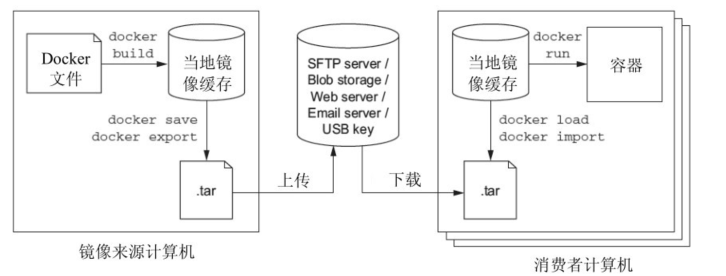 Docker
文件
docker
build
当地镜
像缓存
docker save
docker export
.tar
镜像来源计算机
上传
SFTP server /
Blob storage /
Web server /
Email server /
USB key
下载
当地镜
像缓存
docker
run
容器
docker load
docker import
.tar
消费者计算机